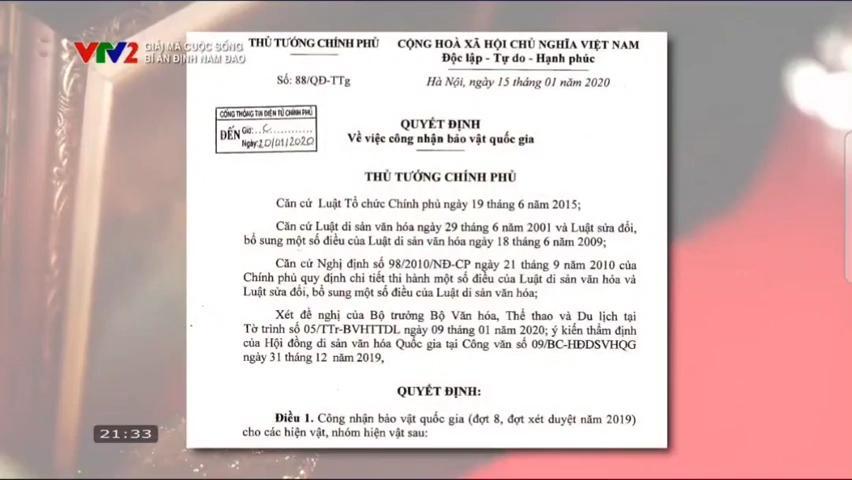 VTV2 GIẢI MÃ CUỘC SỐNG
BÍ ẨN ĐỊNH NAM ĐAO
THỦ TƯỚNG CHÍNH PHỦ
CỘNG HOÀ XÃ HỘI CHỦ NGHĨA VIỆT NAM
Độc lập - Tự do - Hạnh phúc
Số: 88/QĐ-TTg
Hà Nội, ngày 15 tháng 01 năm 2020
CỔNG THÔNG TIN ĐIỆN TỬ CHÍNH PHỦ
ĐẾN Giờ:...C............
Ngày: 20/01/2020
QUYẾT ĐỊNH
Về việc công nhận bảo vật quốc gia
THỦ TƯỚNG CHÍNH PHỦ
Căn cứ Luật Tổ chức Chính phủ ngày 19 tháng 6 năm 2015;
Căn cứ Luật di sản văn hóa ngày 29 tháng 6 năm 2001 và Luật sửa đổi,
bổ sung một số điều của Luật di sản văn hóa ngày 18 tháng 6 năm 2009;
Căn cứ Nghị định số 98/2010/NĐ-CP ngày 21 tháng 9 năm 2010 của
Chính phủ quy định chi tiết thi hành một số điều của Luật di sản văn hóa và
Luật sửa đổi, bổ sung một số điều của Luật di sản văn hóa;
Xét đề nghị của Bộ trưởng Bộ Văn hóa, Thể thao và Du lịch tại
Tờ trình số 05/TTr-BVHTTDL ngày 09 tháng 01 năm 2020; ý kiến thẩm định
của Hội đồng di sản văn hóa Quốc gia tại Công văn số 09/BC-HĐDSVHQG
ngày 31 tháng 12 năm 2019,
QUYẾT ĐỊNH:
Điều 1. Công nhận bảo vật quốc gia (đợt 8, đợt xét duyệt năm 2019)
cho các hiện vật, nhóm hiện vật sau:
21:33